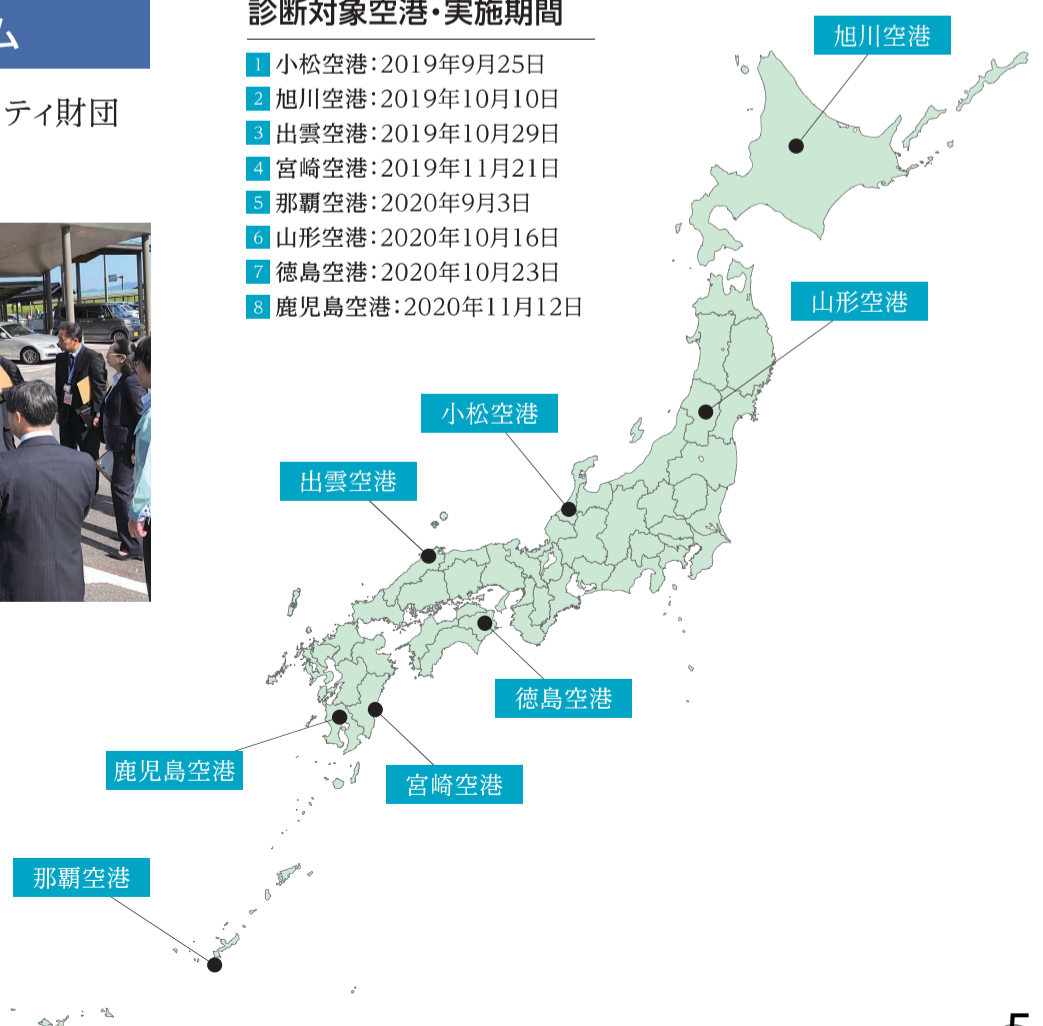 ム
ティ財団
診断対象空港・実施期間
1 小松空港：2019年9月25日
2 旭川空港：2019年10月10日
3 出雲空港：2019年10月29日
4 宮崎空港：2019年11月21日
5 那覇空港：2020年9月3日
6 山形空港：2020年10月16日
7 徳島空港：2020年10月23日
8 鹿児島空港：2020年11月12日
旭川空港
山形空港
小松空港
出雲空港
徳島空港
鹿児島空港
宮崎空港
那覇空港